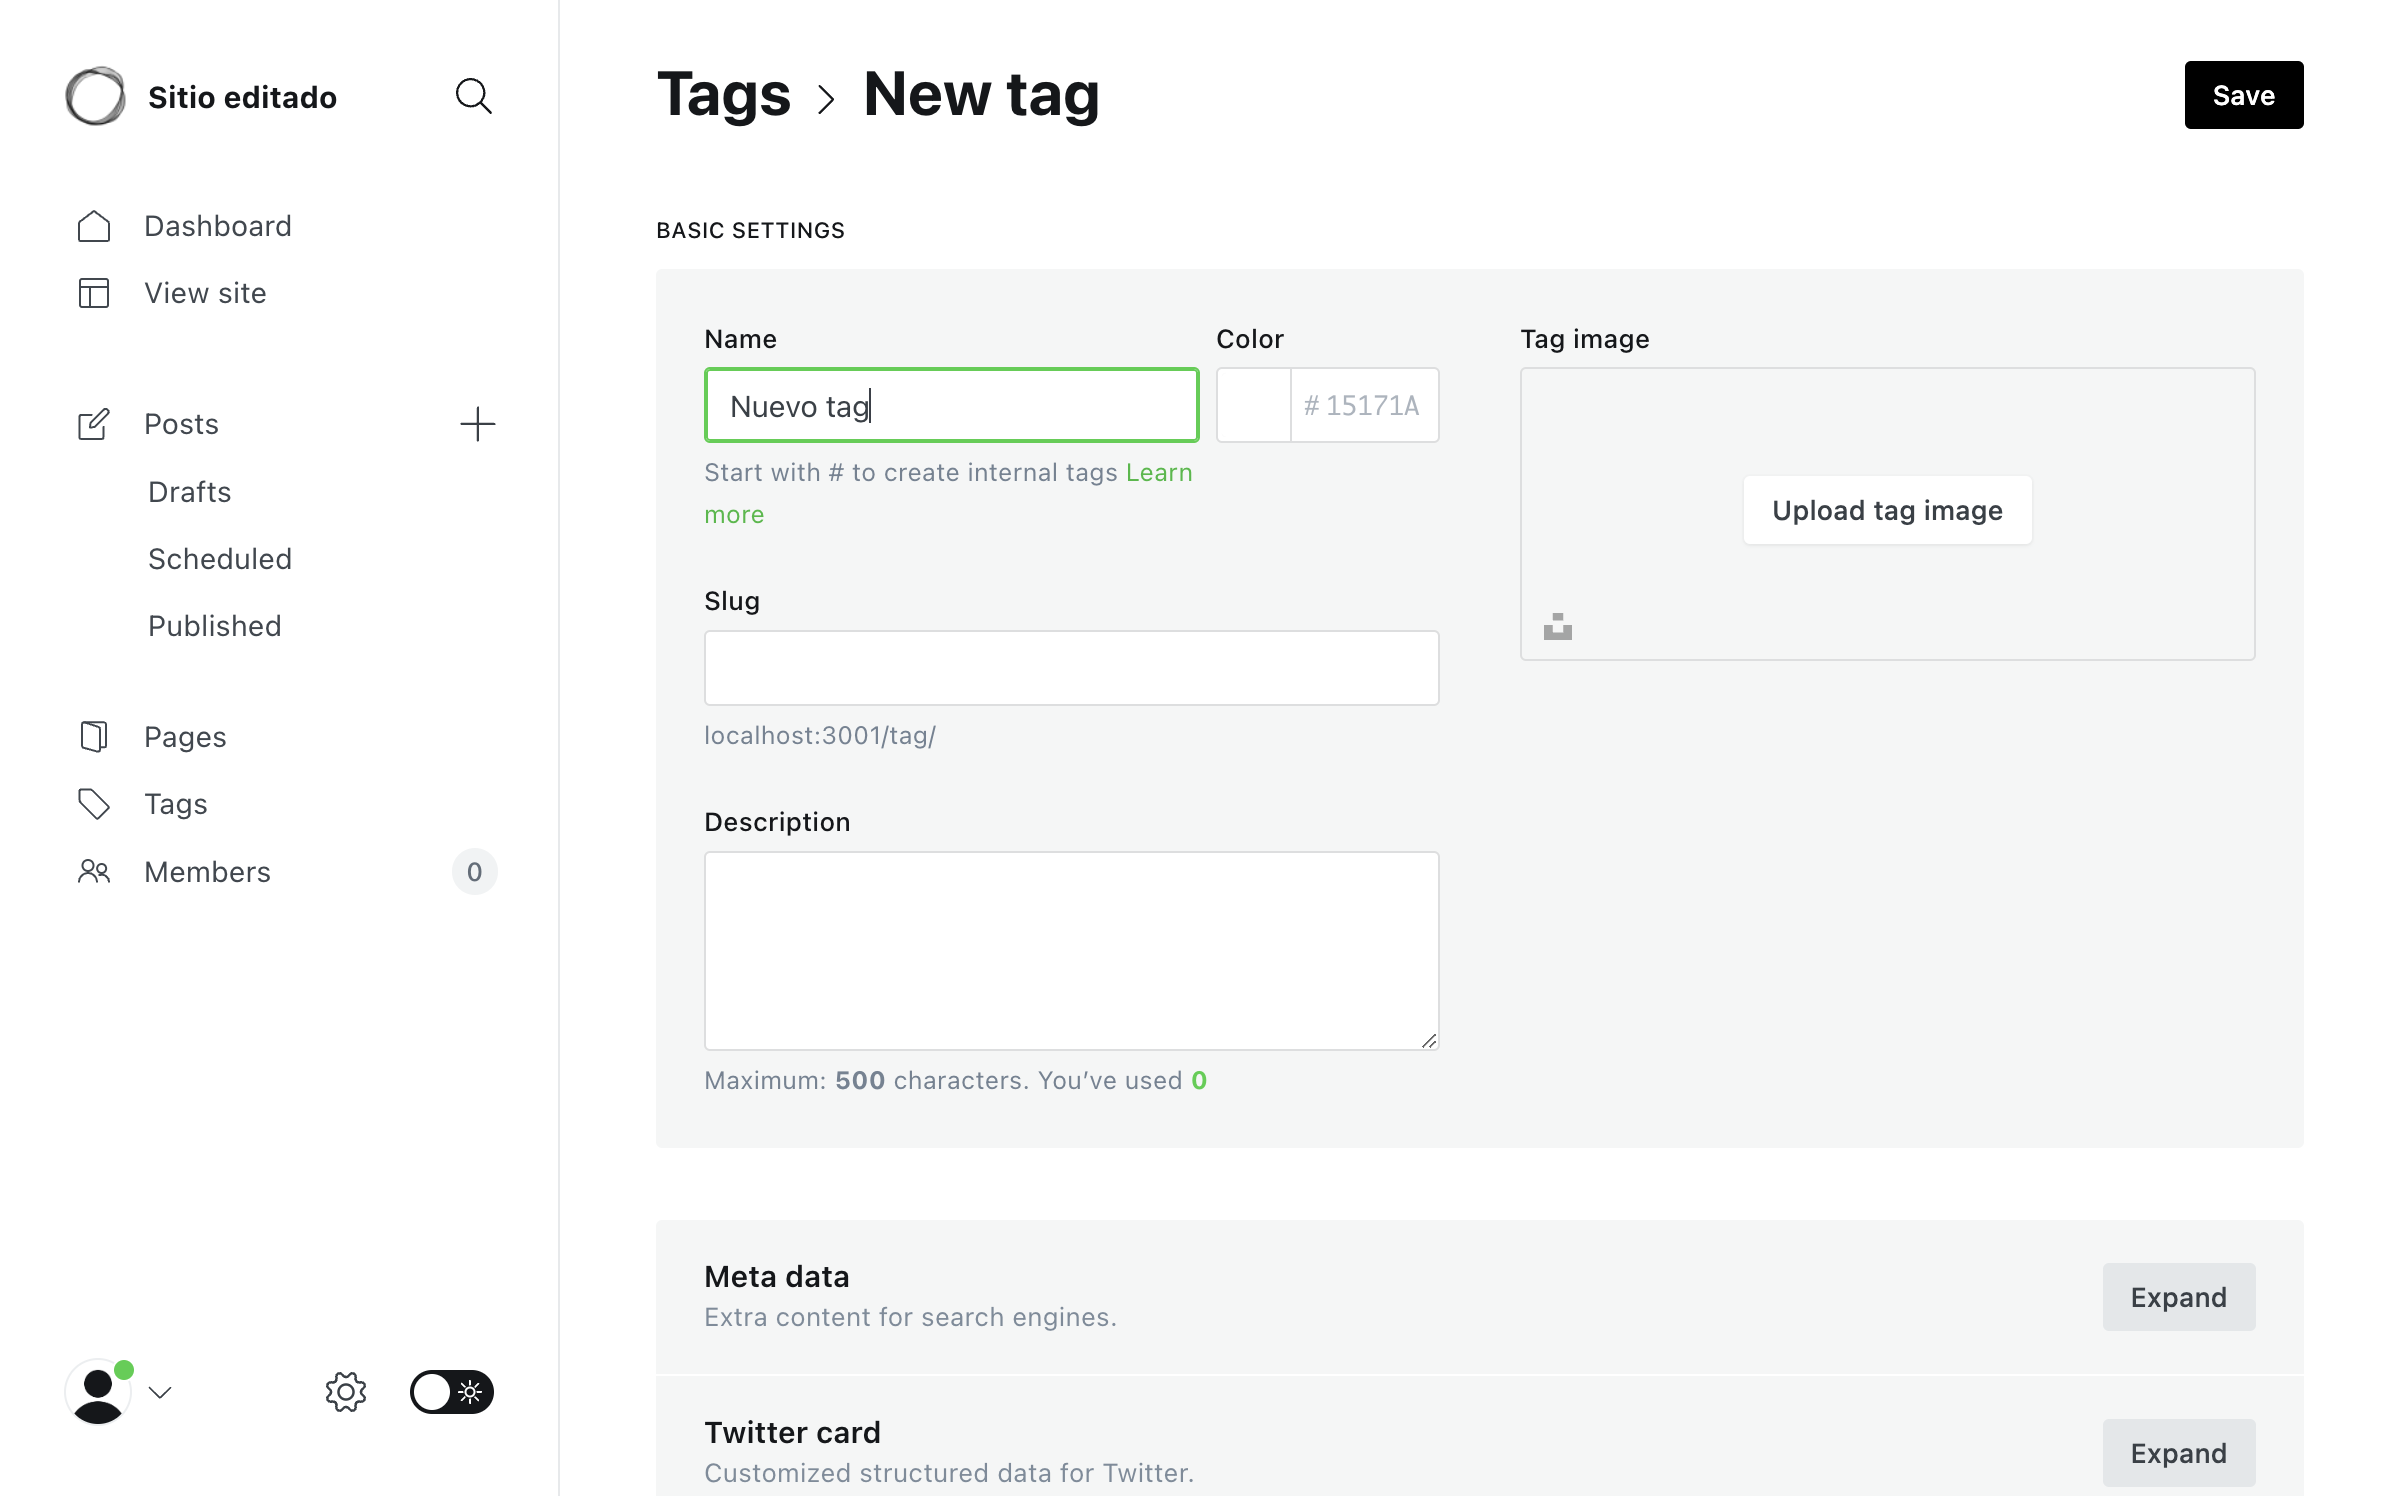 Sitio editado
Dashboard
View site
Posts
Drafts
Scheduled
Published
Pages
Tags
Members
0
Tags
New tag
Save
BASIC SETTINGS
Name
Color
Tag image
Nuevo tag
# 15171A
Start with # to create internal tags Learn
more
Upload tag image
Slug
localhost:3001/tag/
Description
Maximum: 500 characters. You’ve used 0
Meta data
Extra content for search engines.
Expand
Twitter card
Customized structured data for Twitter.
Expand